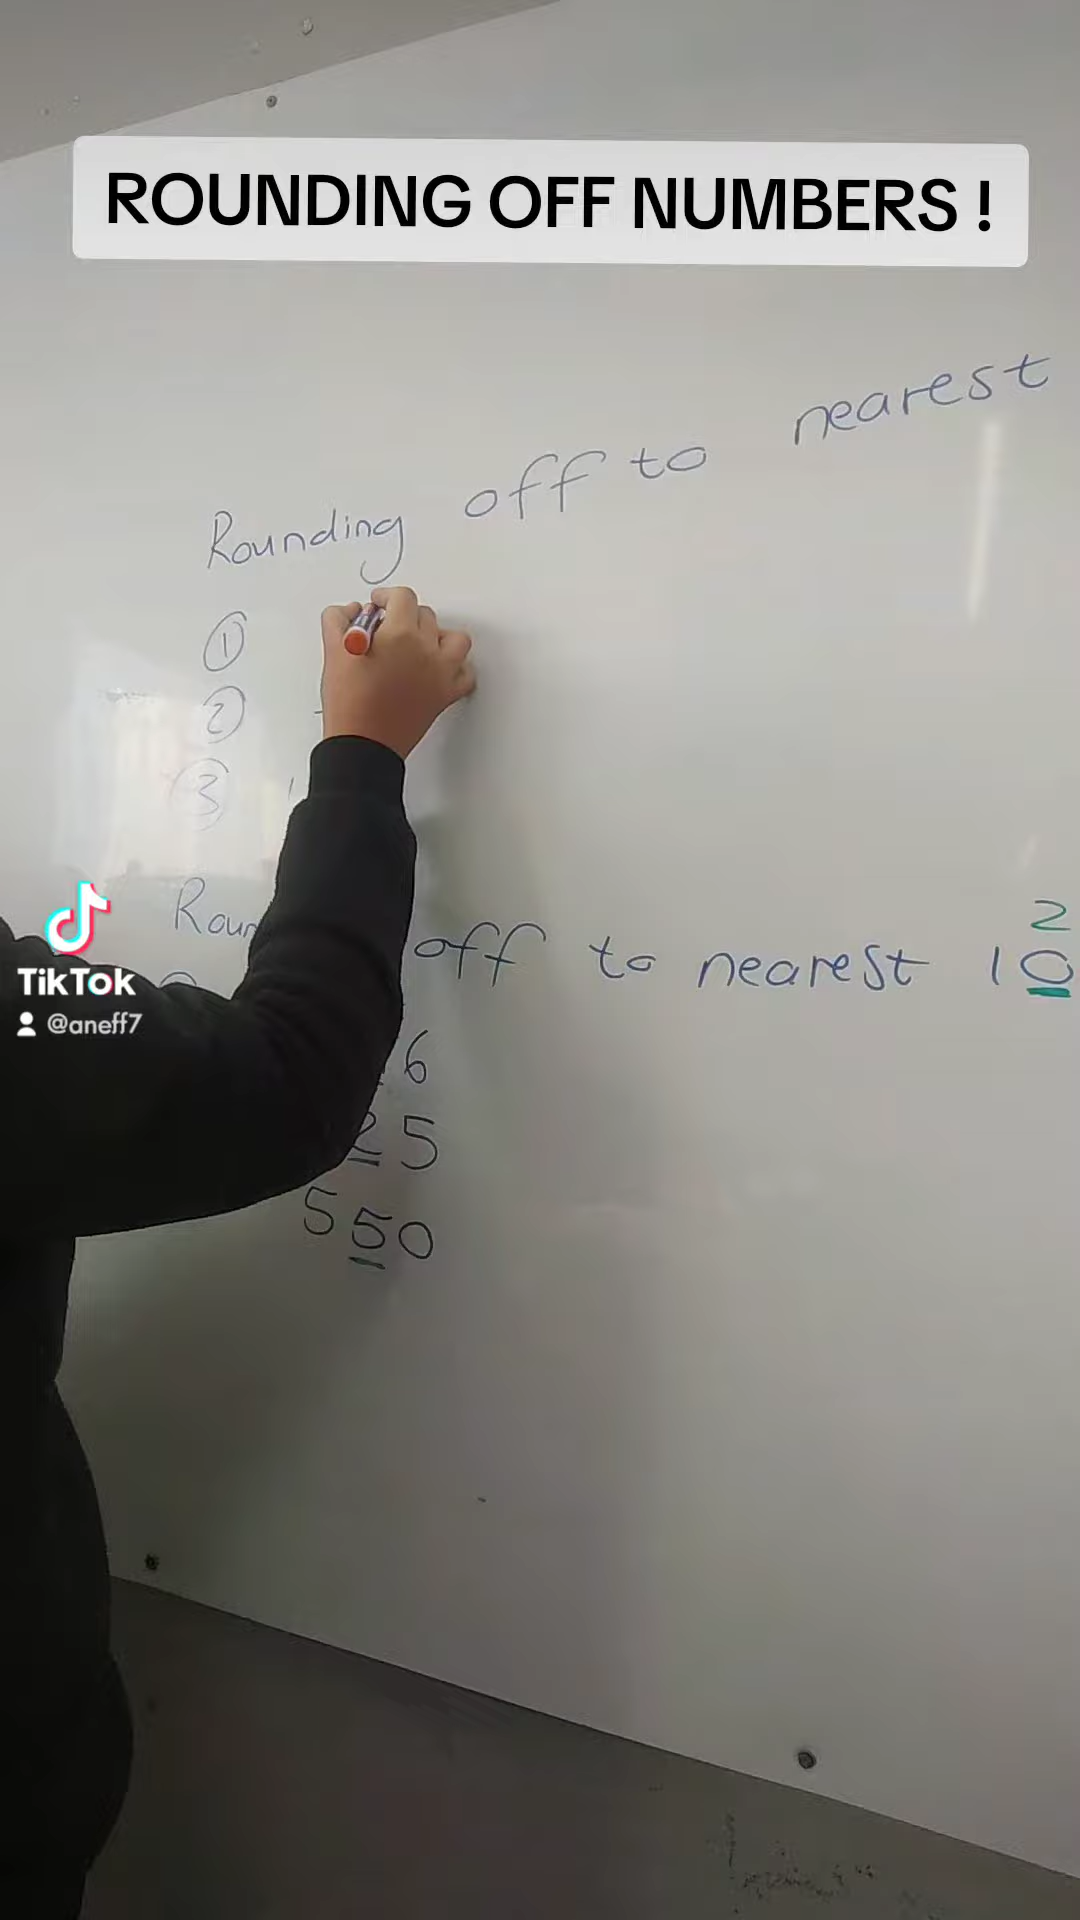 ROUNDING OFF NUMBERS !
Rounding off to nearest
①
②
③
off to nearest 10
2
6
25
550
TikTok
@aneff7